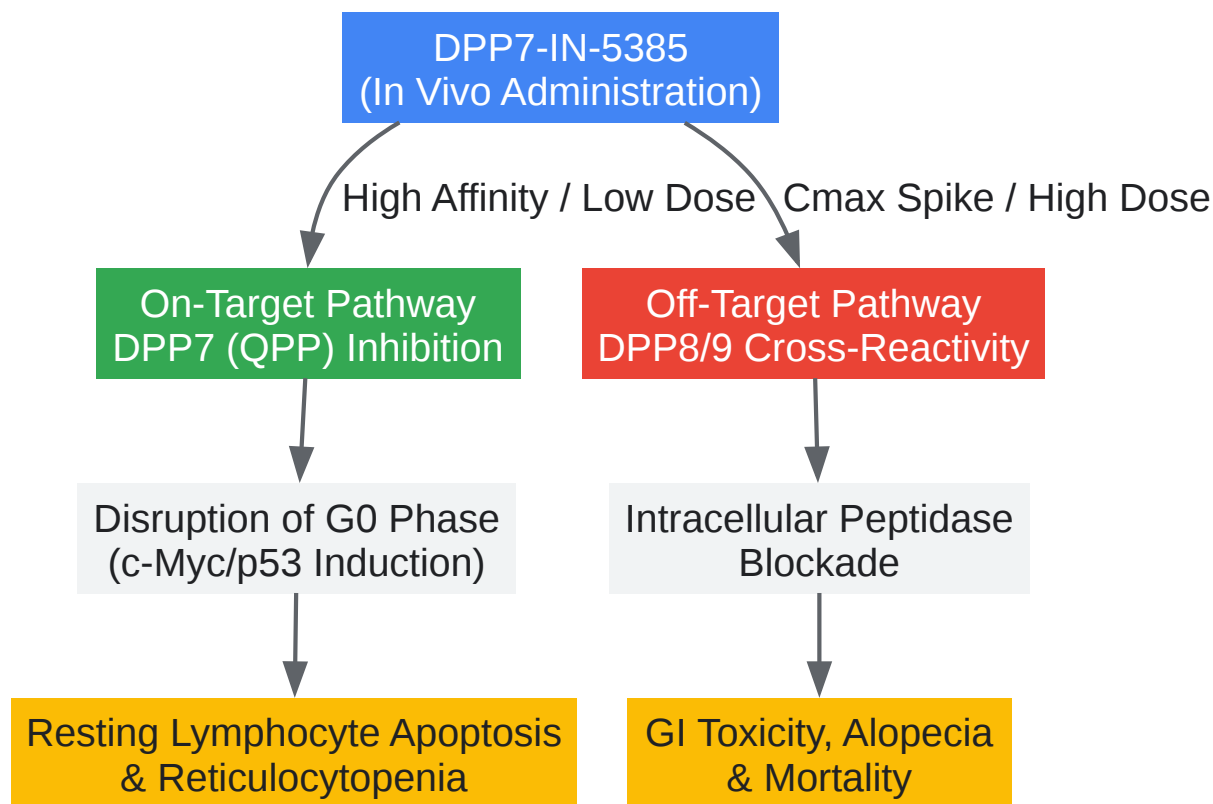 DPP7-IN-5385
(In Vivo Administration)
High Affinity / Low Dose
Cmax Spike / High Dose
On-Target Pathway
DPP7 (QPP) Inhibition
Off-Target Pathway
DPP8/9 Cross-Reactivity
Disruption of G0 Phase
(c-Myc/p53 Induction)
Intracellular Peptidase
Blockade
Resting Lymphocyte Apoptosis
& Reticulocytopenia
GI Toxicity, Alopecia
& Mortality